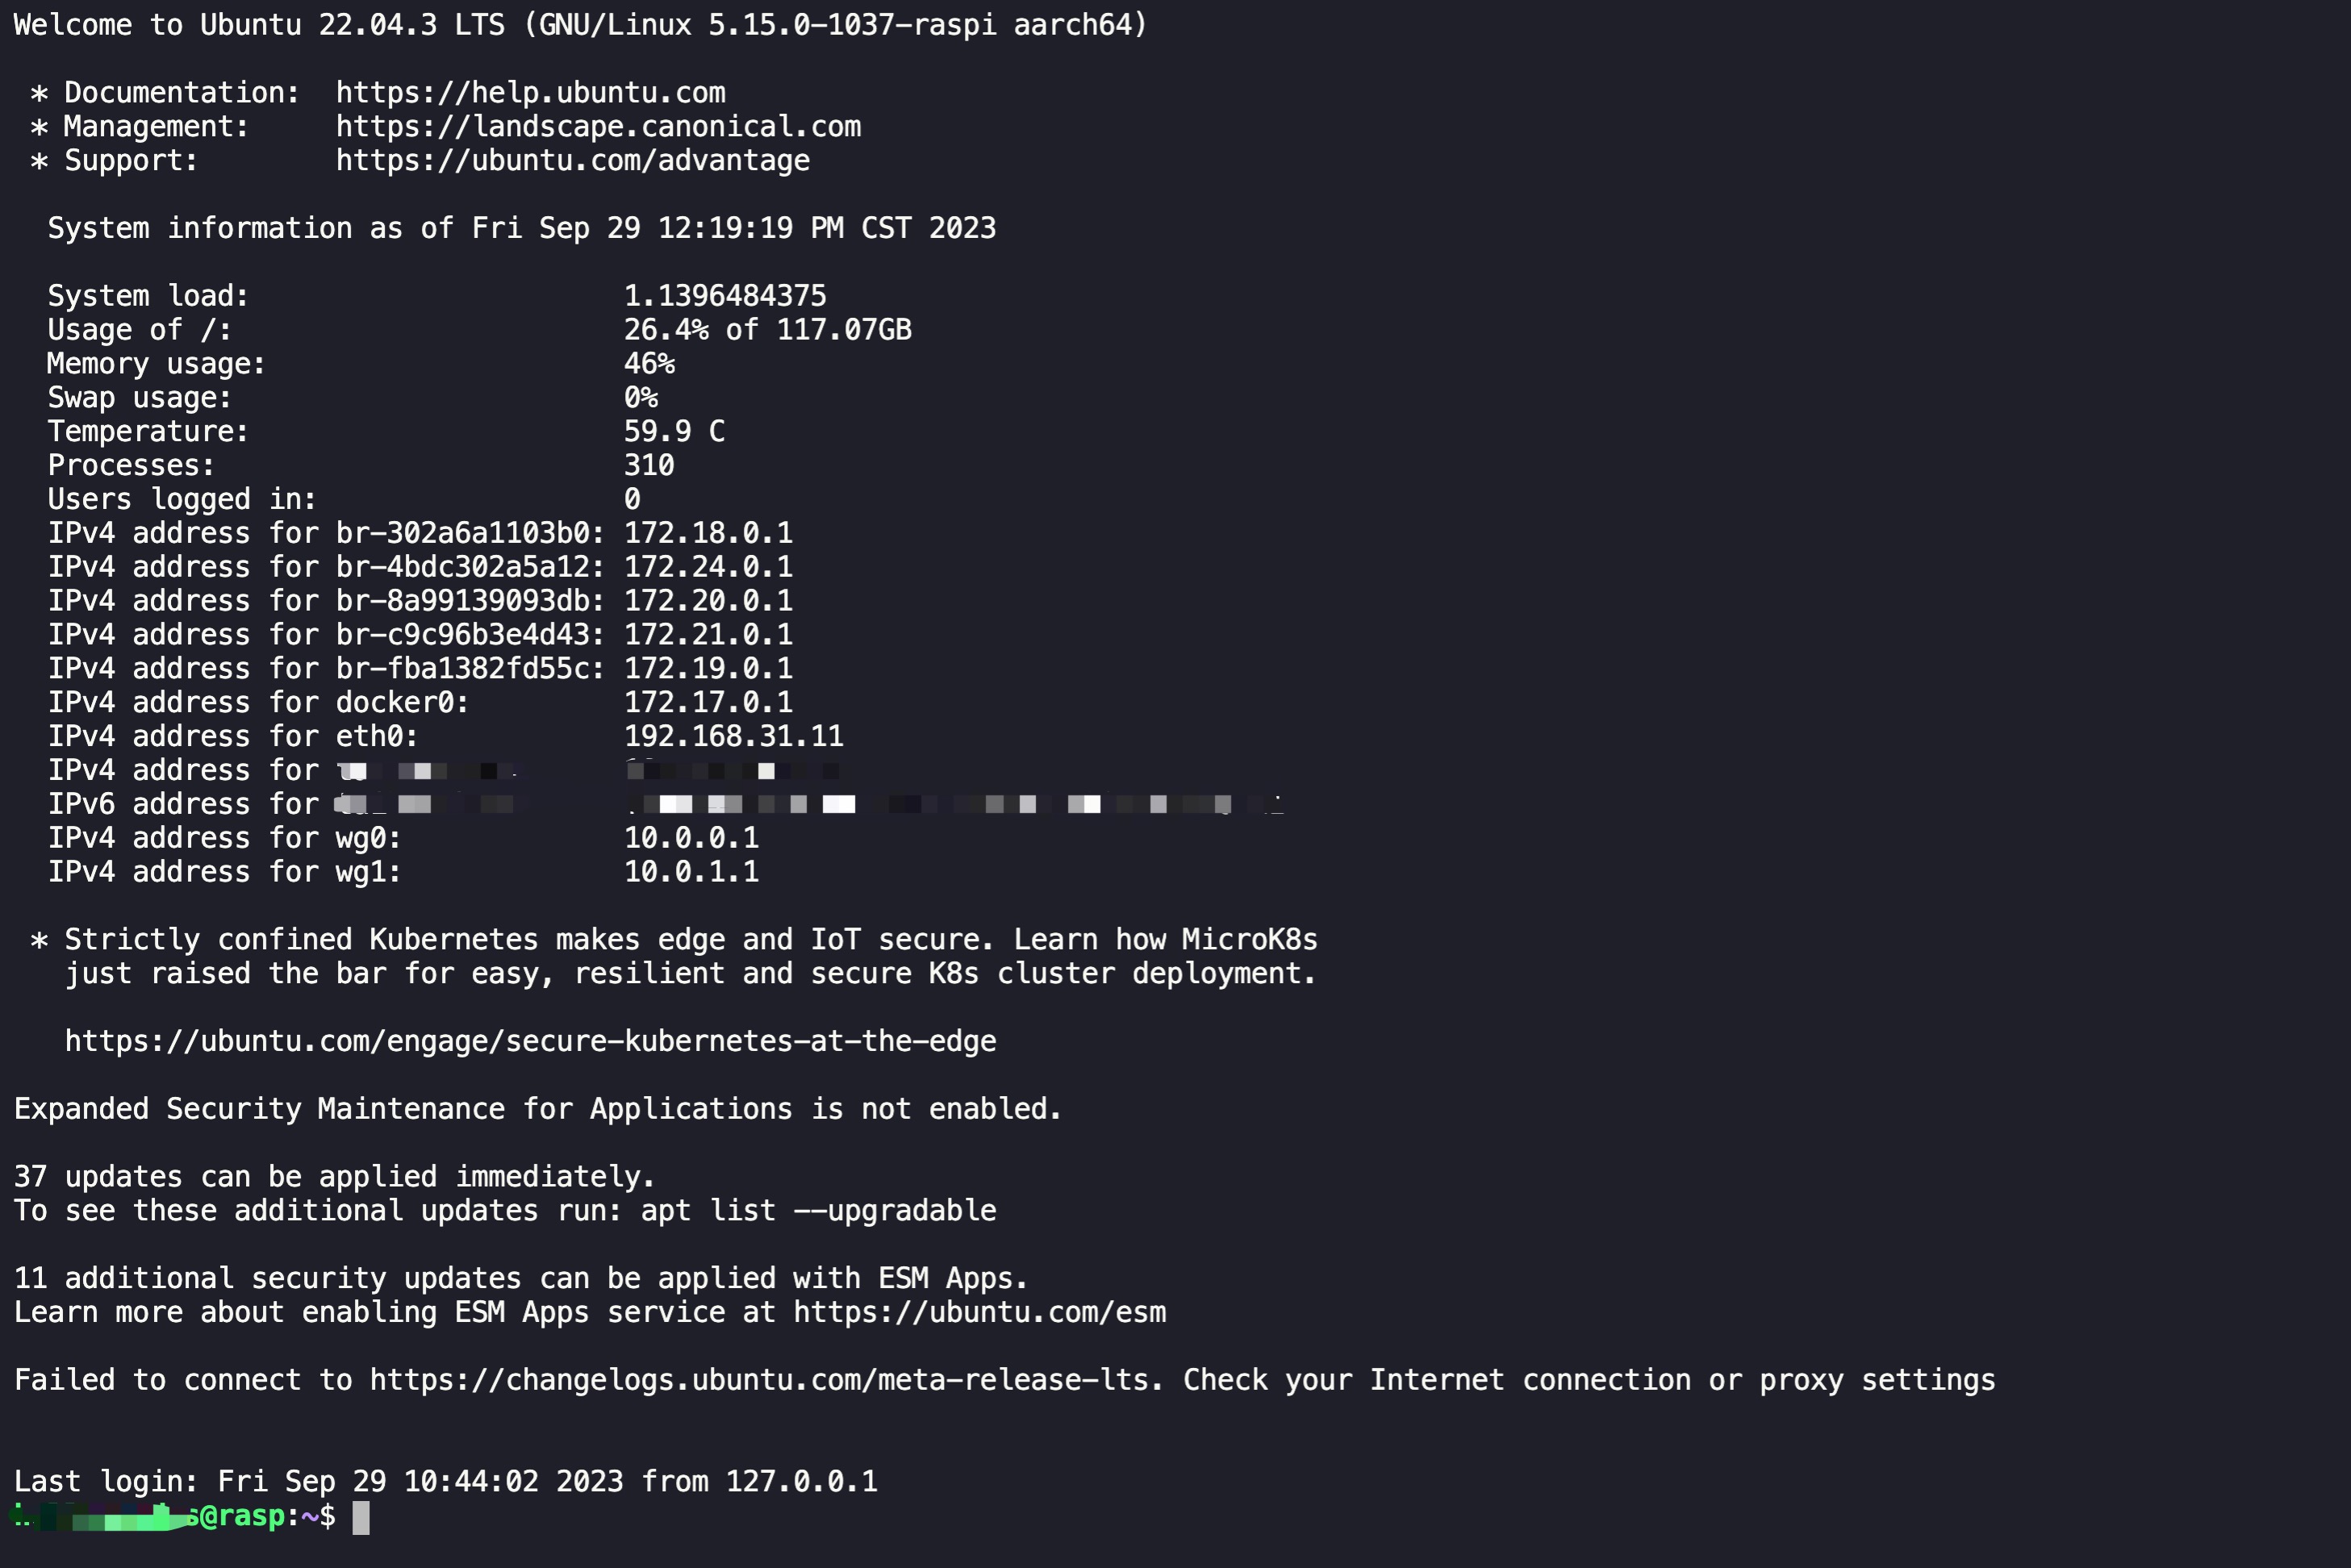 Welcome to Ubuntu 22.04.3 LTS (GNU/Linux 5.15.0-1037-raspi aarch64)
* Documentation: https://help.ubuntu.com
* Management: https://landscape.canonical.com
* Support: https://ubuntu.com/advantage
System information as of Fri Sep 29 12:19:19 PM CST 2023
System load: 1.1396484375
Usage of /: 26.4% of 117.07GB
Memory usage: 46%
Swap usage: 0%
Temperature: 59.9 C
Processes: 310
Users logged in: 0
IPv4 address for br-302a6a1103b0: 172.18.0.1
IPv4 address for br-4bdc302a5a12: 172.24.0.1
IPv4 address for br-8a99139093db: 172.20.0.1
IPv4 address for br-c9c96b3e4d43: 172.21.0.1
IPv4 address for br-fba1382fd55c: 172.19.0.1
IPv4 address for docker0: 172.17.0.1
IPv4 address for eth0: 192.168.31.11
IPv4 address for
IPv6 address for
IPv4 address for wg0: 10.0.0.1
IPv4 address for wg1: 10.0.1.1
* Strictly confined Kubernetes makes edge and IoT secure. Learn how MicroK8s
just raised the bar for easy, resilient and secure K8s cluster deployment.
https://ubuntu.com/engage/secure-kubernetes-at-the-edge
Expanded Security Maintenance for Applications is not enabled.
37 updates can be applied immediately.
To see these additional updates run: apt list --upgradable
11 additional security updates can be applied with ESM Apps.
Learn more about enabling ESM Apps service at https://ubuntu.com/esm
Failed to connect to https://changelogs.ubuntu.com/meta-release-lts. Check your Internet connection or proxy settings
Last login: Fri Sep 29 10:44:02 2023 from 127.0.0.1
s@rasp:~$